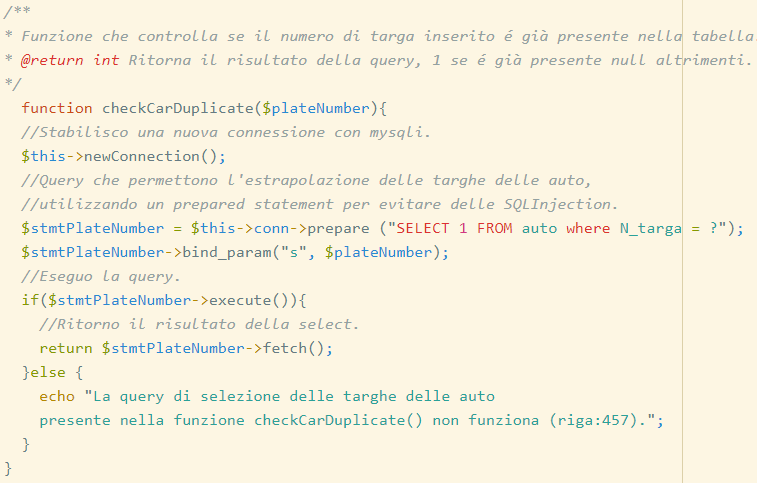 /**
* Funzione che controlla se il numero di targa inserito é già presente nella tabella.
* @return int Ritorna il risultato della query, 1 se é già presente null altrimenti.
*/
function checkCarDuplicate($plateNumber){
//Stabilisco una nuova connessione con mysqli.
$this->newConnection();
//Query che permettono l'estrapolazione delle targhe delle auto,
//utilizzando un prepared statement per evitare delle SQLInjection.
$stmtPlateNumber = $this->conn->prepare ("SELECT 1 FROM auto where N_targa = ?");
$stmtPlateNumber->bind_param("s", $plateNumber);
//Eseguo la query.
if($stmtPlateNumber->execute()){
//Ritorno il risultato della select.
return $stmtPlateNumber->fetch();
}else {
echo "La query di selezione delle targhe delle auto
presente nella funzione checkCarDuplicate() non funziona (riga:457).";
}
}